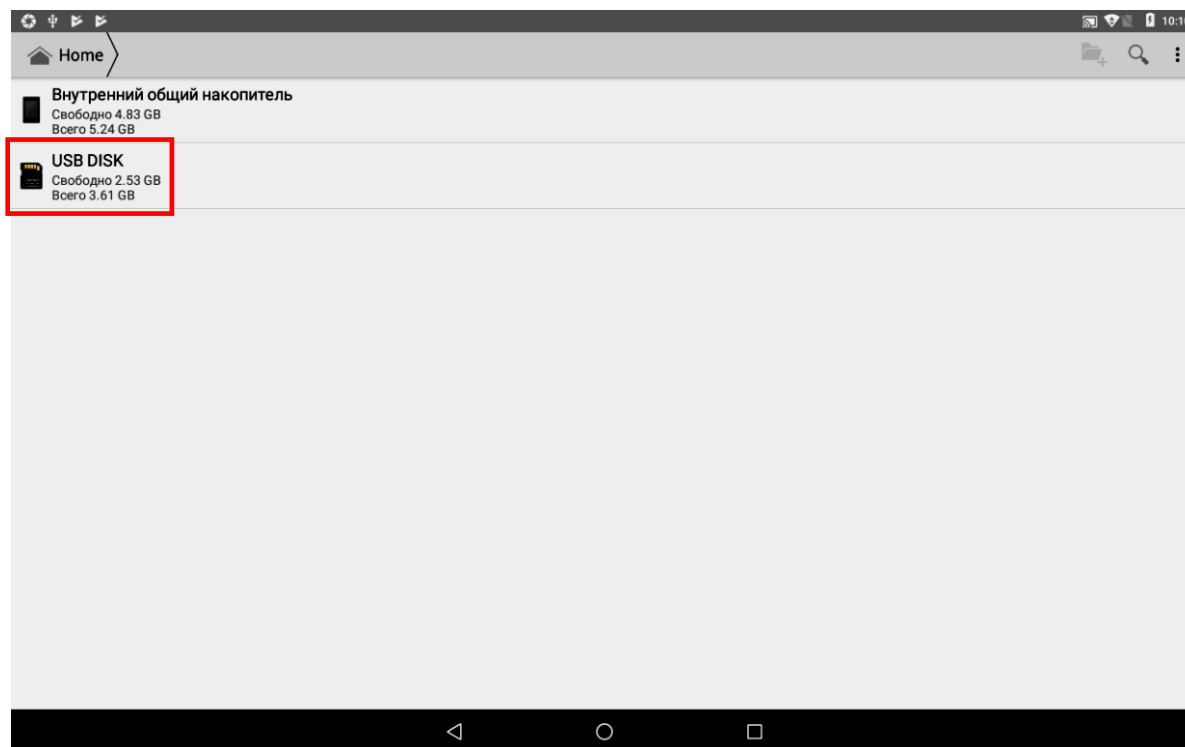 Home
Внутренний общий накопитель
Свободно 4.83 GB
Всего 5.24 GB
USB DISK
Свободно 2.53 GB
Всего 3.61 GB